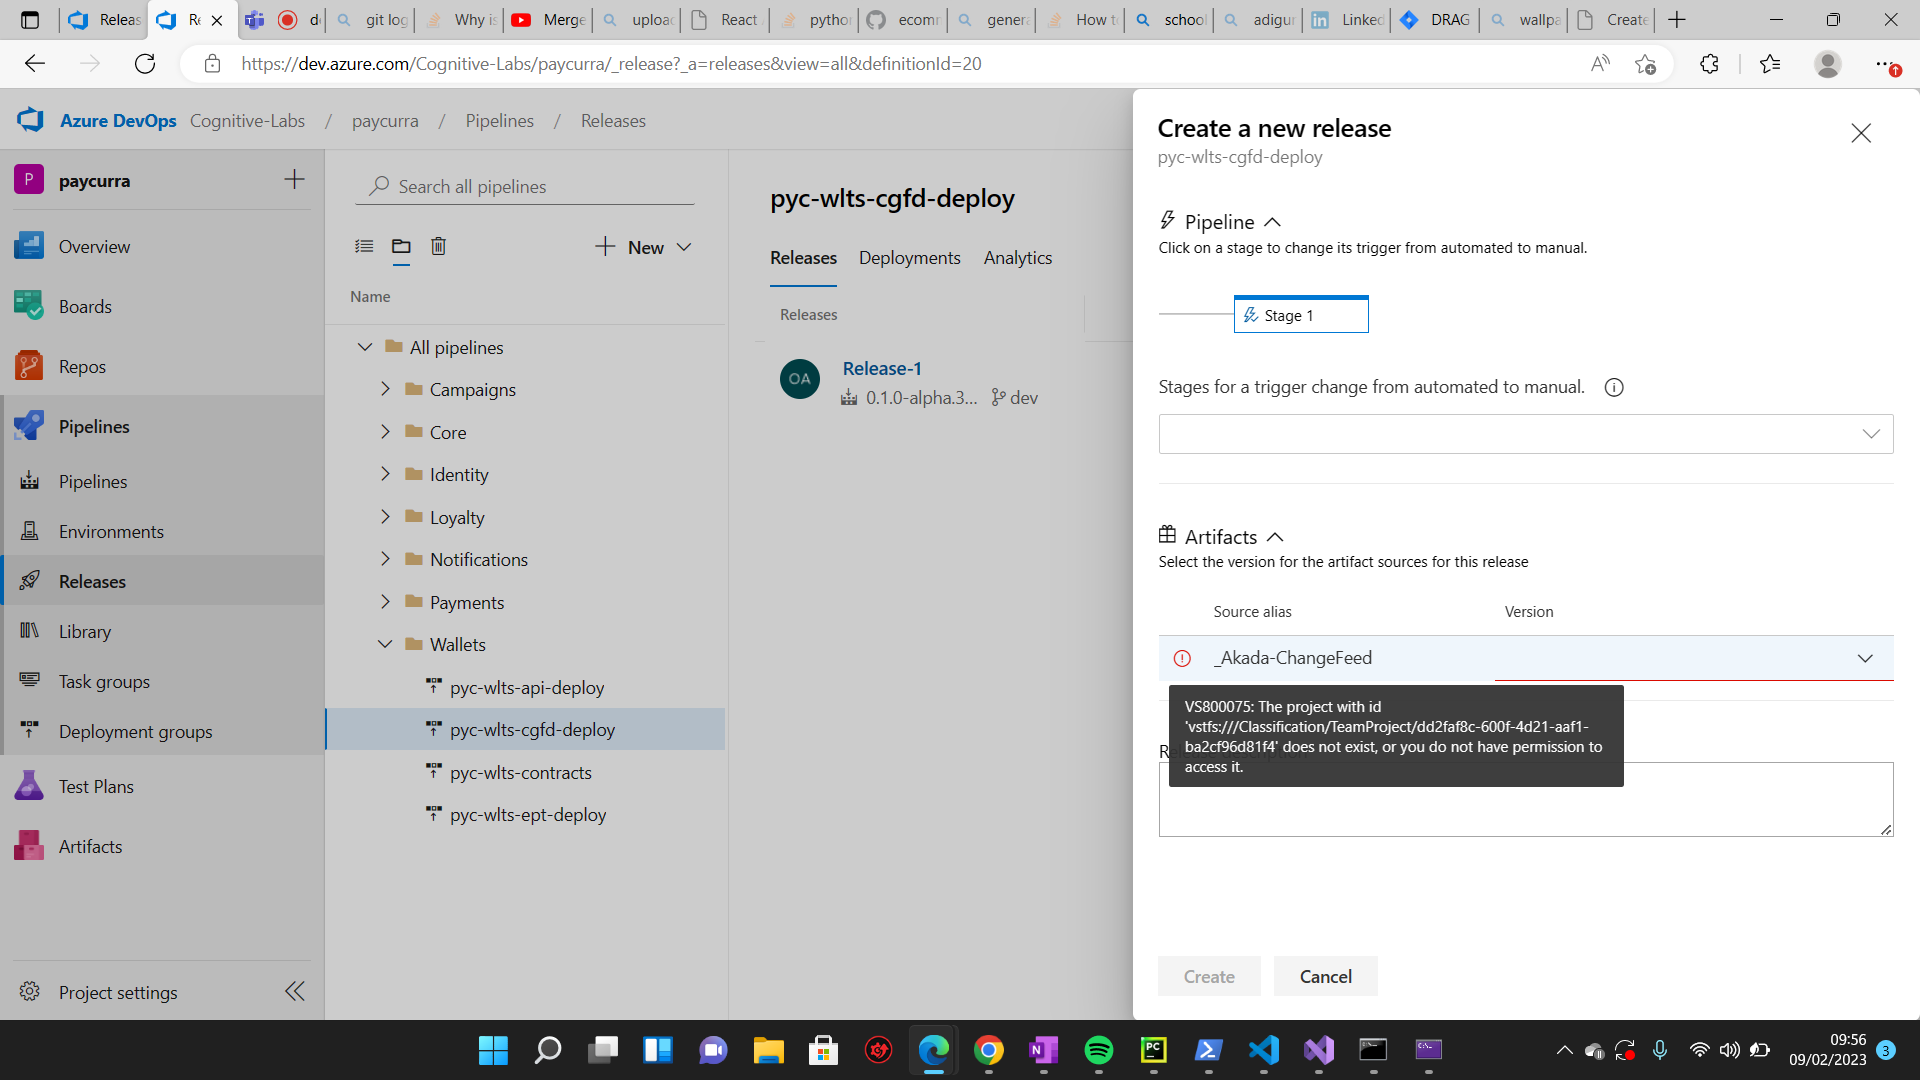 Releas
Re
de
git log
Why is
Merge
upload
React
python
ecomm
genera
How to
school
adigun
Linked
DRAG
wallpa
Create
https://dev.azure.com/Cognitive-Labs/paycurra/_release?_a=releases&view=all&definitionId=20
Azure DevOps Cognitive-Labs / paycurra / Pipelines / Releases
P paycurra
Overview
Boards
Repos
Pipelines
Pipelines
Environments
Releases
Library
Task groups
Deployment groups
Test Plans
Artifacts
Project settings
Search all pipelines
New
Name
All pipelines
Campaigns
Core
Identity
Loyalty
Notifications
Payments
Wallets
pyc-wlts-api-deploy
pyc-wlts-cgfd-deploy
pyc-wlts-contracts
pyc-wlts-ept-deploy
pyc-wlts-cgfd-deploy
Releases Deployments Analytics
Releases
OA Release-1
0.1.0-alpha.3... dev
Create a new release
pyc-wlts-cgfd-deploy
Pipeline
Click on a stage to change its trigger from automated to manual.
Stage 1
Stages for a trigger change from automated to manual.
Artifacts
Select the version for the artifact sources for this release
Source alias Version
_Akada-ChangeFeed
VS800075: The project with id
'vstfs:///Classification/TeamProject/dd2faf8c-600f-4d21-aaf1-
ba2cf96d81f4' does not exist, or you do not have permission to
access it.
Create Cancel
PC
N
09:56
09/02/2023
3